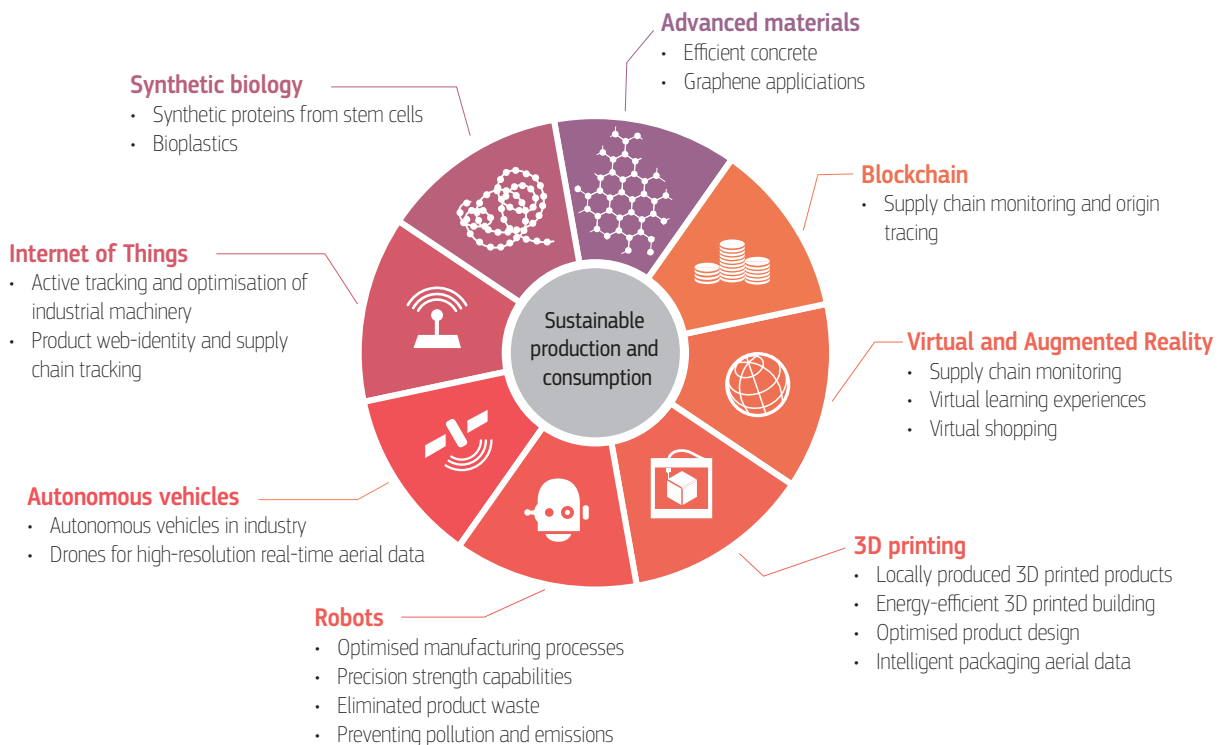 Advanced materials
• Efficient concrete
• Graphene appliciations
Synthetic biology
• Synthetic proteins from stem cells
• Bioplastics
Blockchain
• Supply chain monitoring and origin
tracing
Internet of Things
• Active tracking and optimisation of
industrial machinery
• Product web-identity and supply
chain tracking
Sustainable
production and
consumption
Virtual and Augmented Reality
• Supply chain monitoring
• Virtual learning experiences
• Virtual shopping
Autonomous vehicles
• Autonomous vehicles in industry
• Drones for high-resolution real-time aerial data
3D printing
• Locally produced 3D printed products
• Energy-efficient 3D printed building
• Optimised product design
• Intelligent packaging aerial data
Robots
• Optimised manufacturing processes
• Precision strength capabilities
• Eliminated product waste
• Preventing pollution and emissions